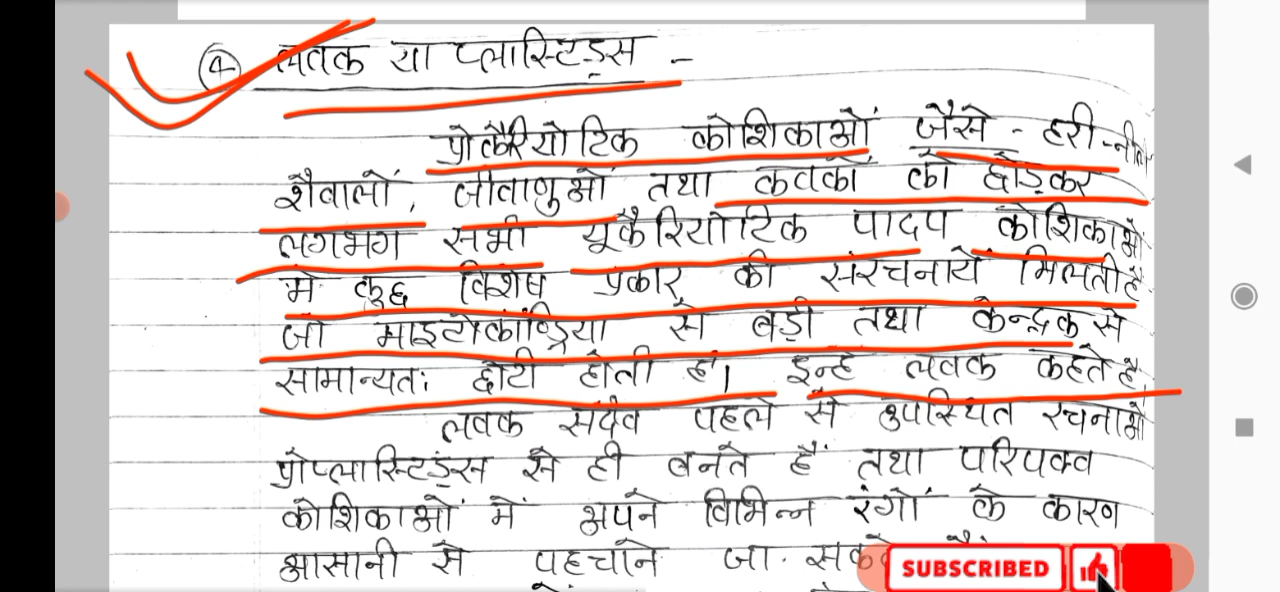 ④ लवक या प्लास्टिड्स -
प्रोकैरियोटिक कोशिकाओं जैसे - हरी-नील
शैवालों, जीवाणुओं तथा कवकों को छोड़कर
लगभग सभी यूकैरियोटिक पादप कोशिकाओं
में कुछ विशेष प्रकार की संरचनायें मिलती हैं
जो माइटोकॉण्ड्रिया से बड़ी तथा केन्द्रक से
सामान्यतः छोटी होती हैं। इन्हें लवक कहते हैं,
लवक सदैव पहले से उपस्थित रचनाओं
प्रोप्लास्टिड्स से ही बनते हैं तथा परिपक्व
कोशिकाओं में अपने विभिन्न रंगों के कारण
आसानी से पहचाने जा सकते
SUBSCRIBED